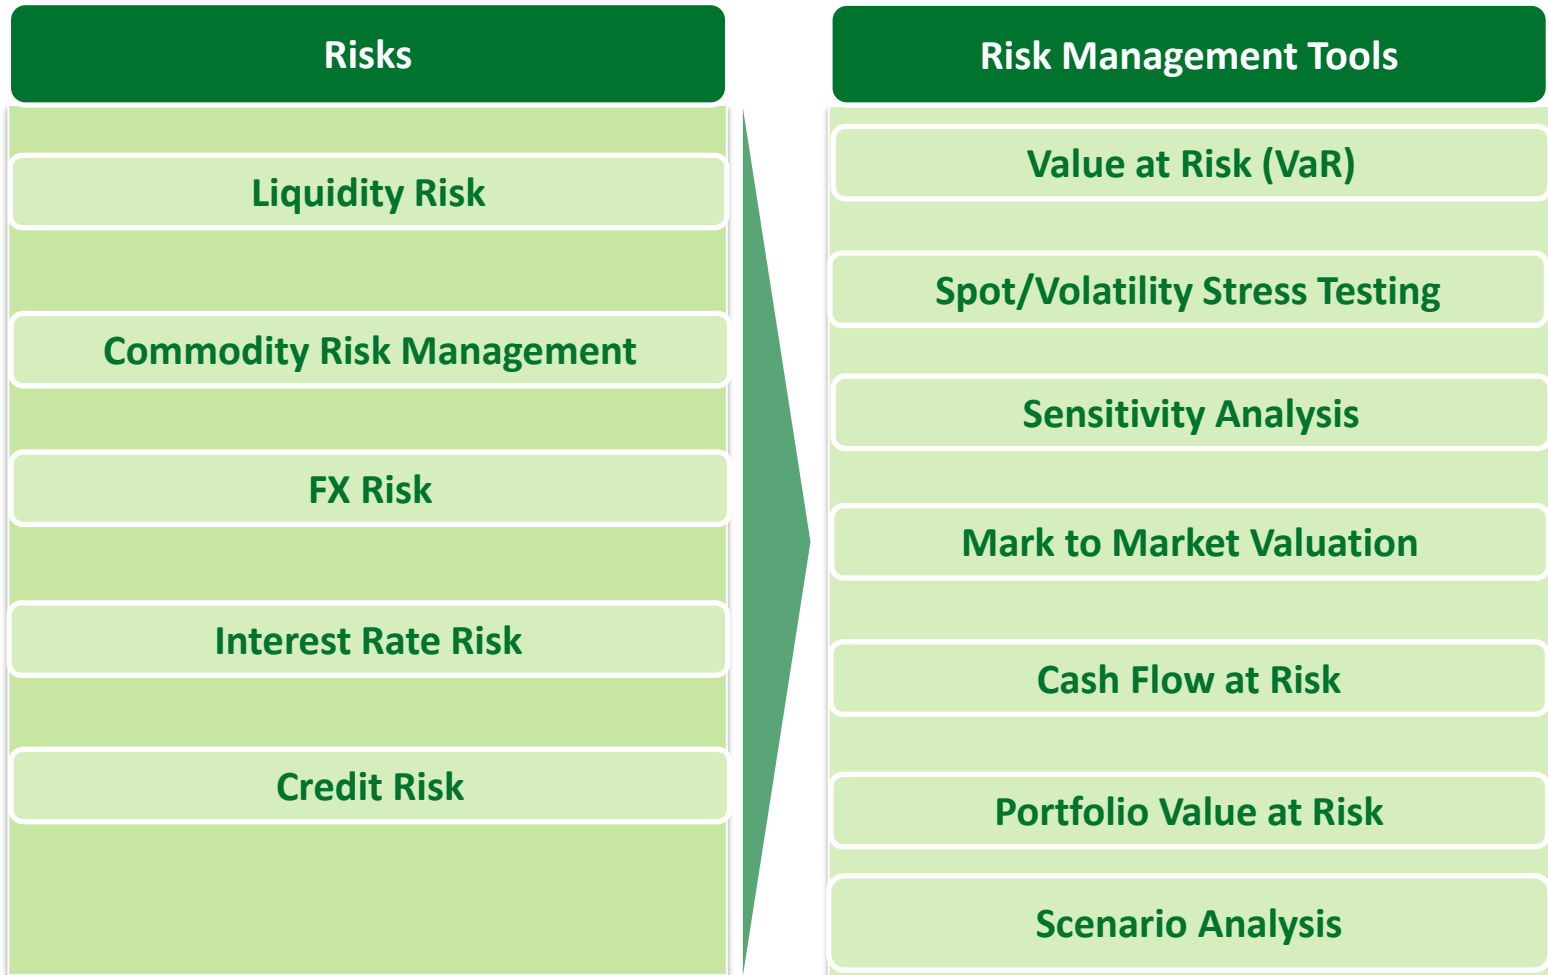 Risks
Liquidity Risk
Commodity Risk Management
FX Risk
Interest Rate Risk
Credit Risk
Risk Management Tools
Value at Risk (VaR)
Spot/Volatility Stress Testing
Sensitivity Analysis
Mark to Market Valuation
Cash Flow at Risk
Portfolio Value at Risk
Scenario Analysis